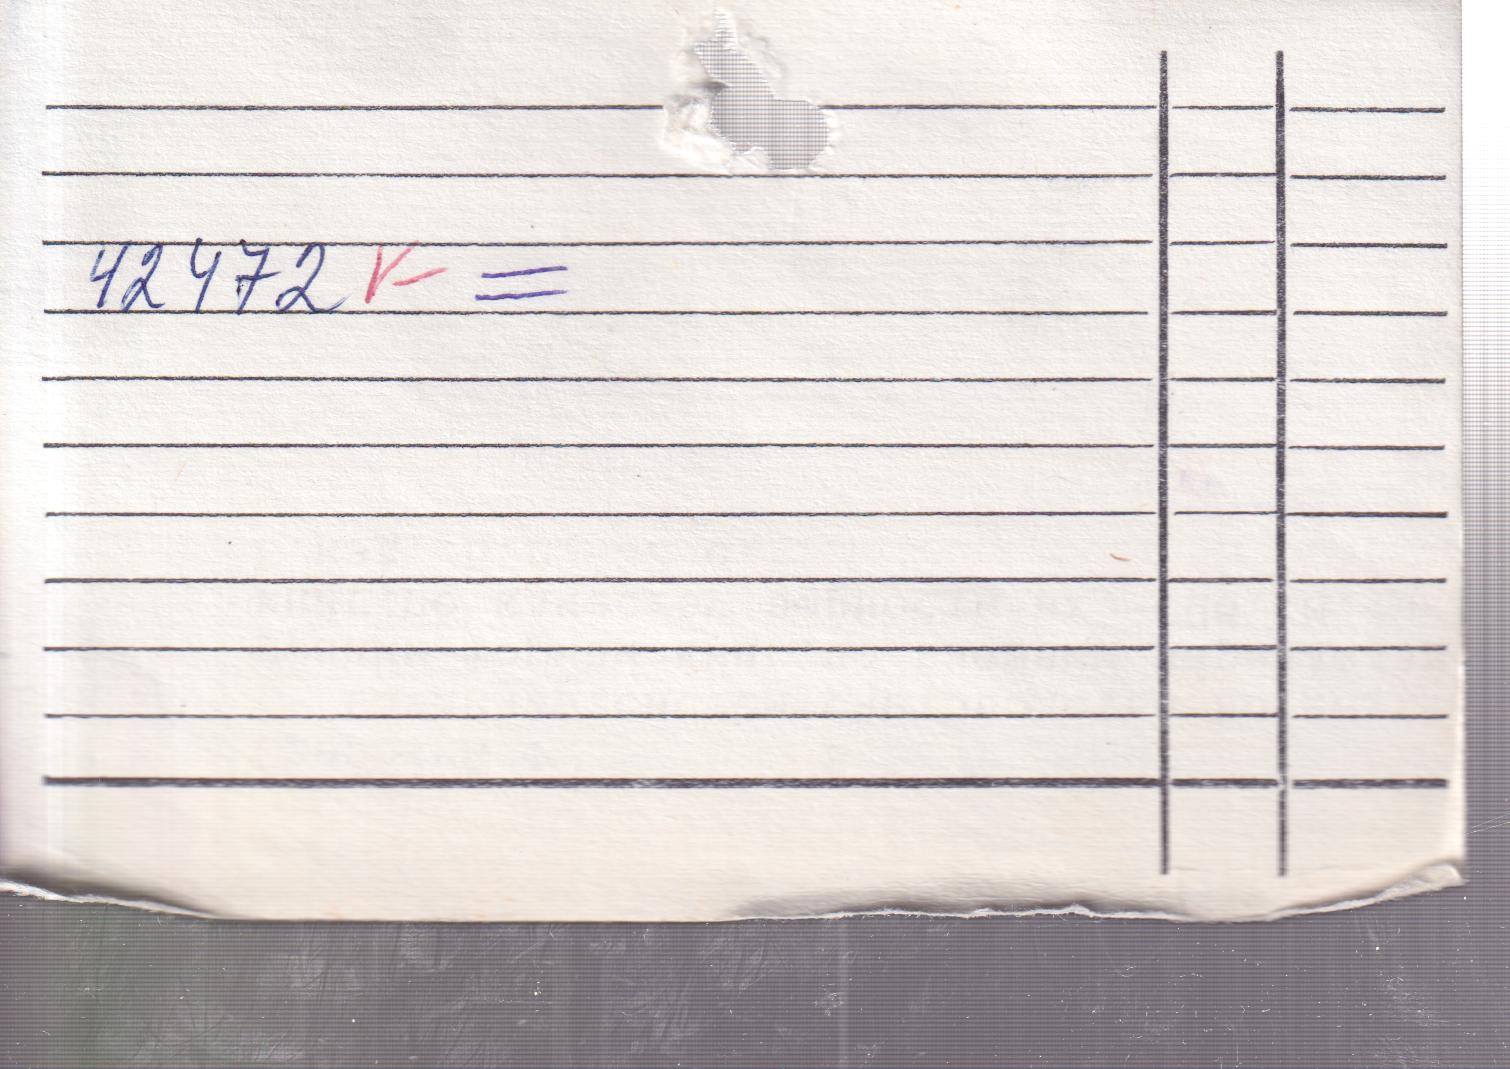 42472 ✓ =